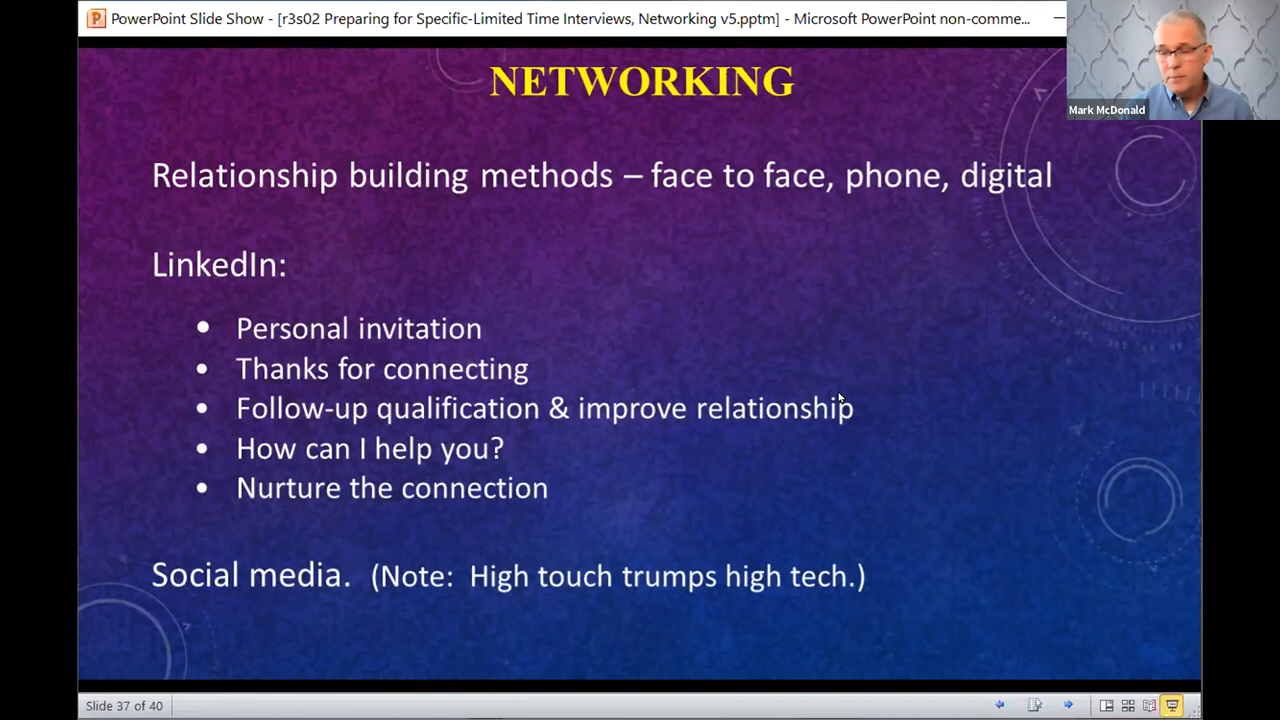 PowerPoint Slide Show - [r3s02 Preparing for Specific-Limited Time Interviews, Networking v5.pptm] - Microsoft PowerPoint non-comme...
Mark McDonald
NETWORKING
Relationship building methods – face to face, phone, digital
LinkedIn:
• Personal invitation
• Thanks for connecting
• Follow-up qualification & improve relationship
• How can I help you?
• Nurture the connection
Social media. (Note: High touch trumps high tech.)
Slide 37 of 40